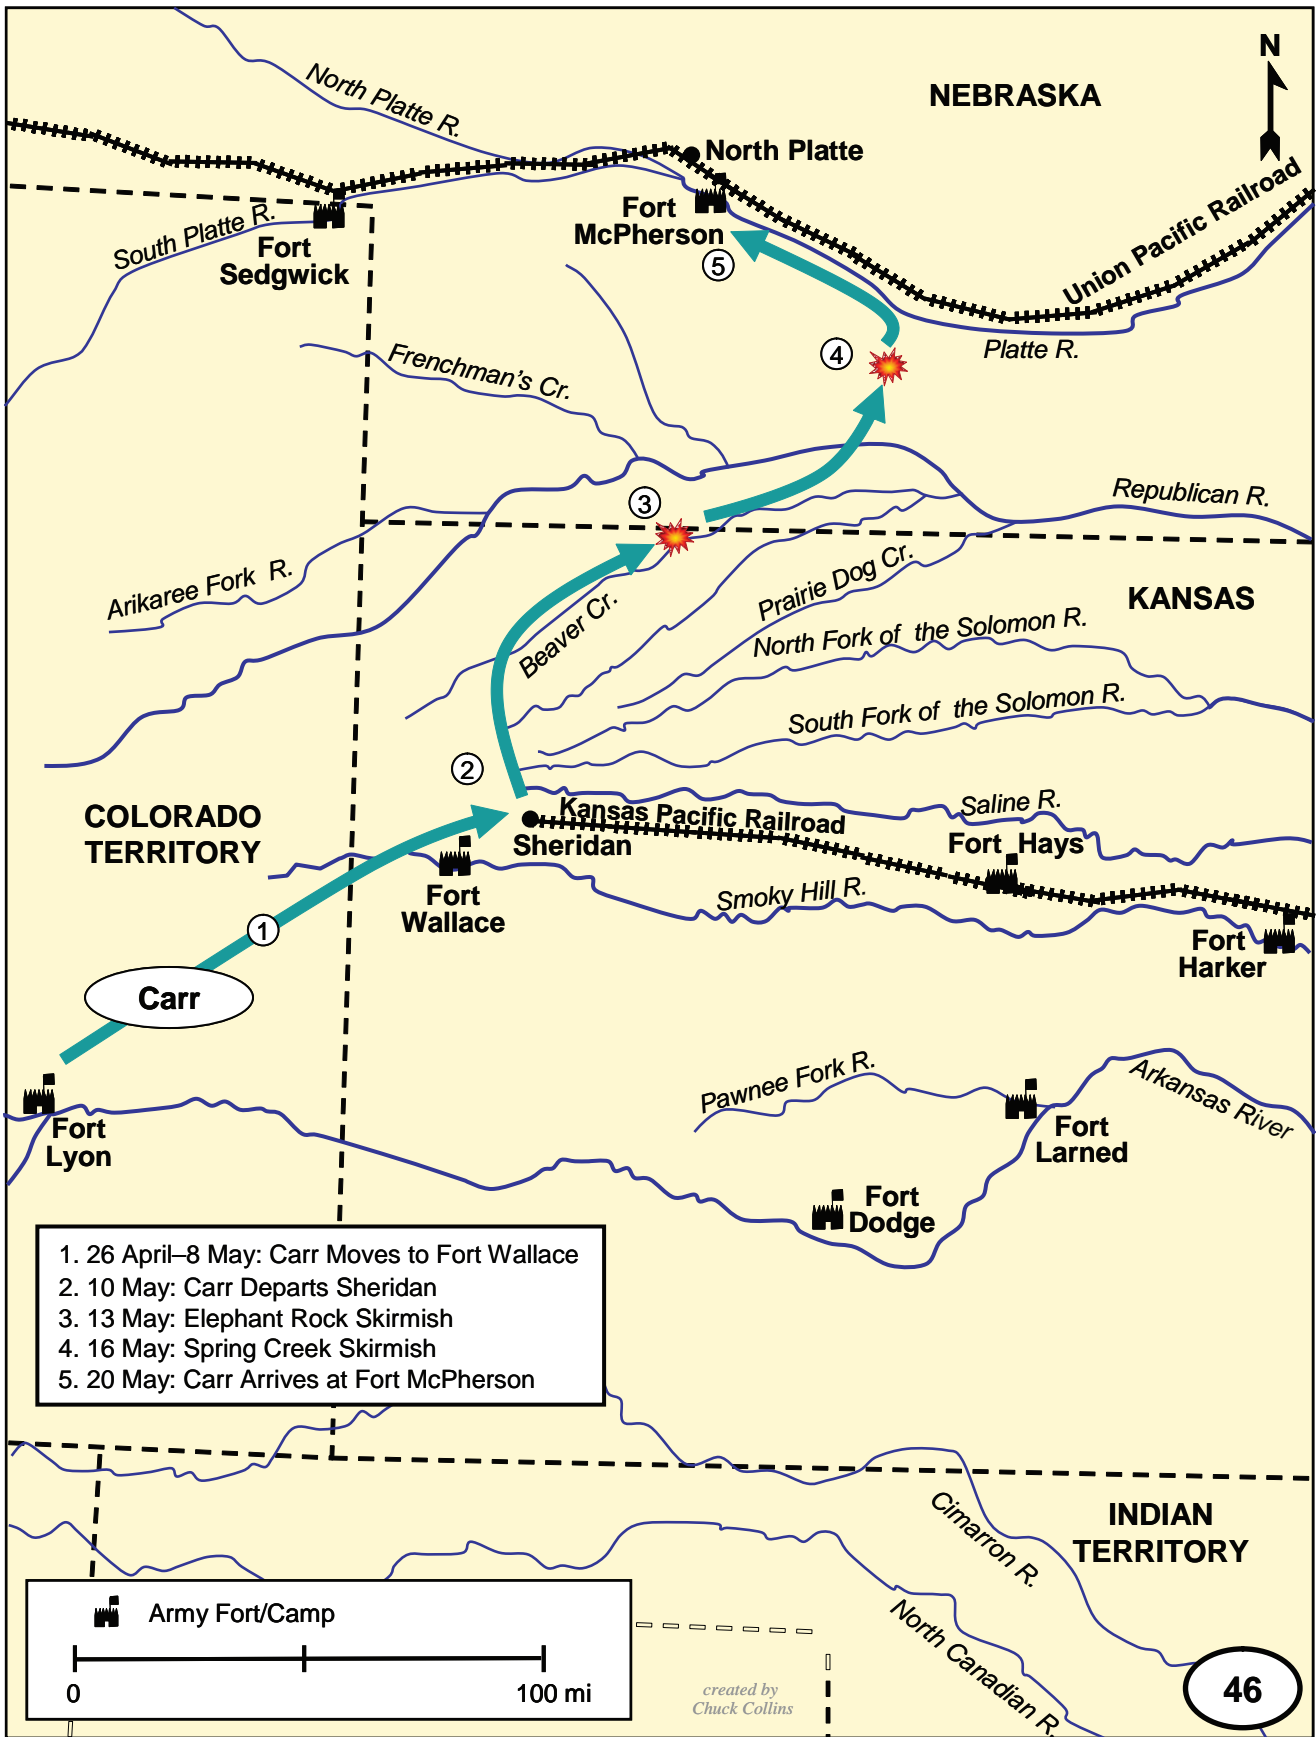 N
NEBRASKA
North Platte R.
North Platte
Union Pacific Railroad
Fort
McPherson
South Platte R.
Fort
Sedgwick
5
4
Platte R.
Frenchman's Cr.
3
Republican R.
Arikaree Fork R.
Prairie Dog Cr.
KANSAS
Beaver Cr.
North Fork of the Solomon R.
South Fork of the Solomon R.
2
COLORADO
TERRITORY
Kansas Pacific Railroad
Sheridan
Saline R.
Fort Hays
Fort
Wallace
Smoky Hill R.
1
Fort
Harker
Carr
Pawnee Fork R.
Arkansas River
Fort
Lyon
Fort
Larned
Fort
Dodge
1. 26 April–8 May: Carr Moves to Fort Wallace
2. 10 May: Carr Departs Sheridan
3. 13 May: Elephant Rock Skirmish
4. 16 May: Spring Creek Skirmish
5. 20 May: Carr Arrives at Fort McPherson
Cimarron R.
INDIAN
TERRITORY
North Canadian R.
Army Fort/Camp
0
100 mi
created by
Chuck Collins
46